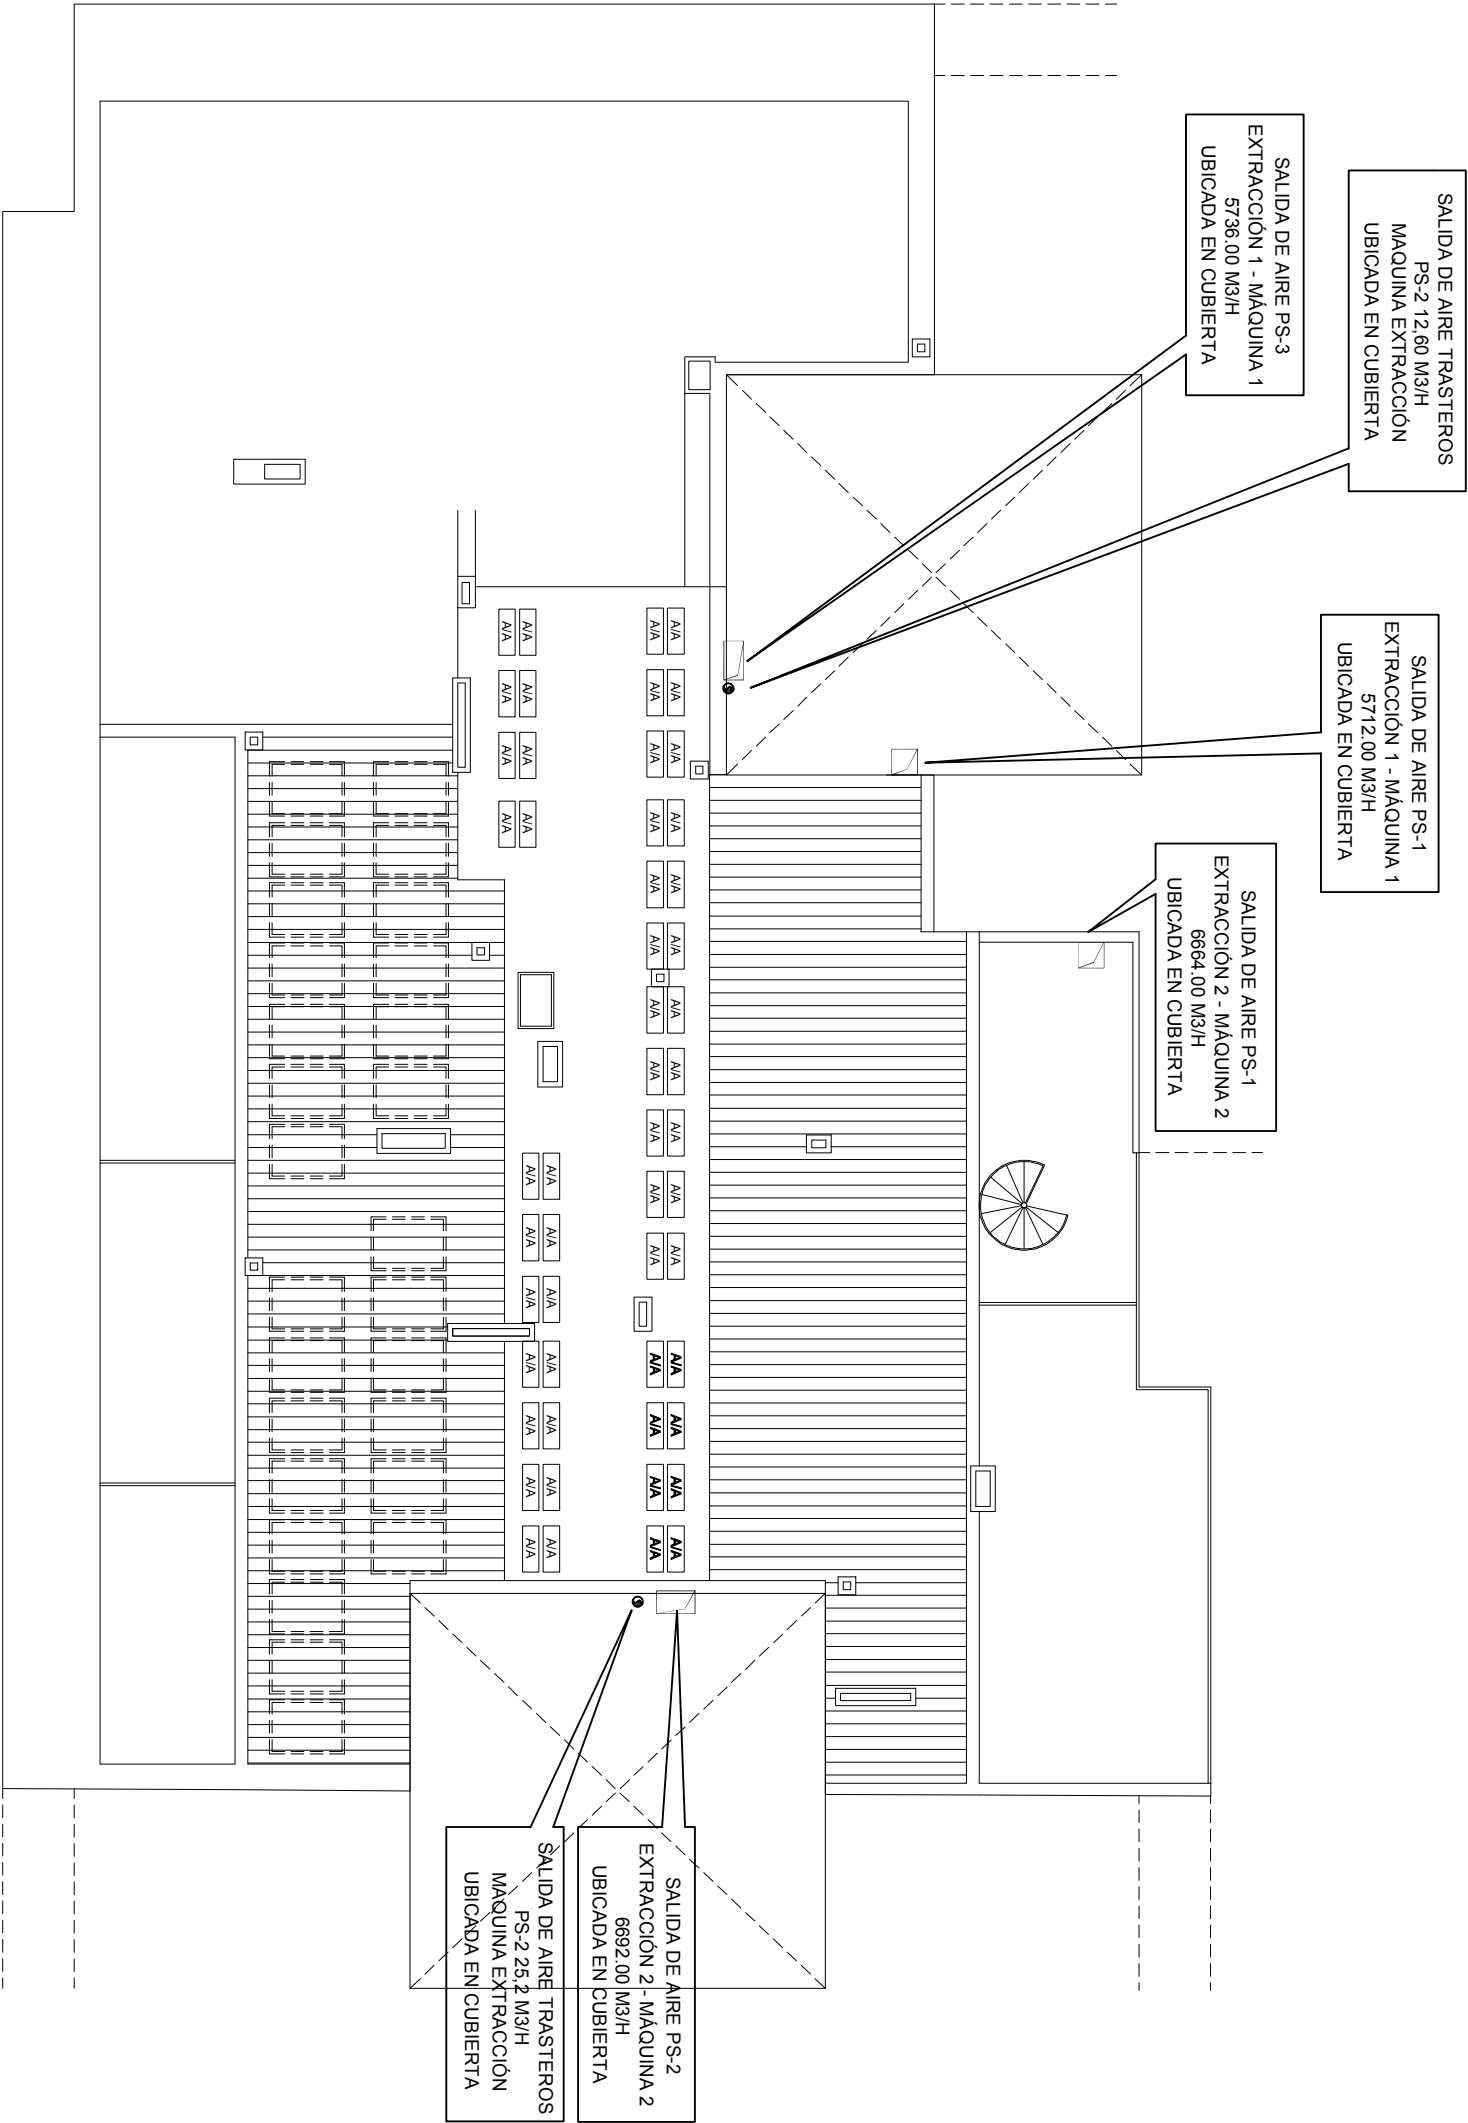 SALIDA DE AIRE TRASTEROS
PS-2 12,60 M3/H
MAQUINA EXTRACCIÓN
UBICADA EN CUBIERTA
SALIDA DE AIRE PS-1
EXTRACCIÓN 1 - MÁQUINA 1
5712.00 M3/H
UBICADA EN CUBIERTA
SALIDA DE AIRE PS-3
EXTRACCIÓN 1 - MÁQUINA 1
5736.00 M3/H
UBICADA EN CUBIERTA
SALIDA DE AIRE PS-1
EXTRACCIÓN 2 - MÁQUINA 2
6664.00 M3/H
UBICADA EN CUBIERTA
A/A A/A A/A A/A A/A A/A A/A A/A A/A A/A A/A A/A A/A A/A A/A
A/A A/A A/A A/A A/A A/A A/A A/A A/A A/A A/A A/A A/A A/A A/A
A/A A/A A/A A/A A/A A/A A/A A/A A/A A/A A/A
A/A A/A A/A A/A A/A A/A A/A A/A A/A A/A A/A
SALIDA DE AIRE PS-2
EXTRACCIÓN 2 - MÁQUINA 2
6692.00 M3/H
UBICADA EN CUBIERTA
SALIDA DE AIRE TRASTEROS
PS-2 25,2 M3/H
MAQUINA EXTRACCIÓN
UBICADA EN CUBIERTA